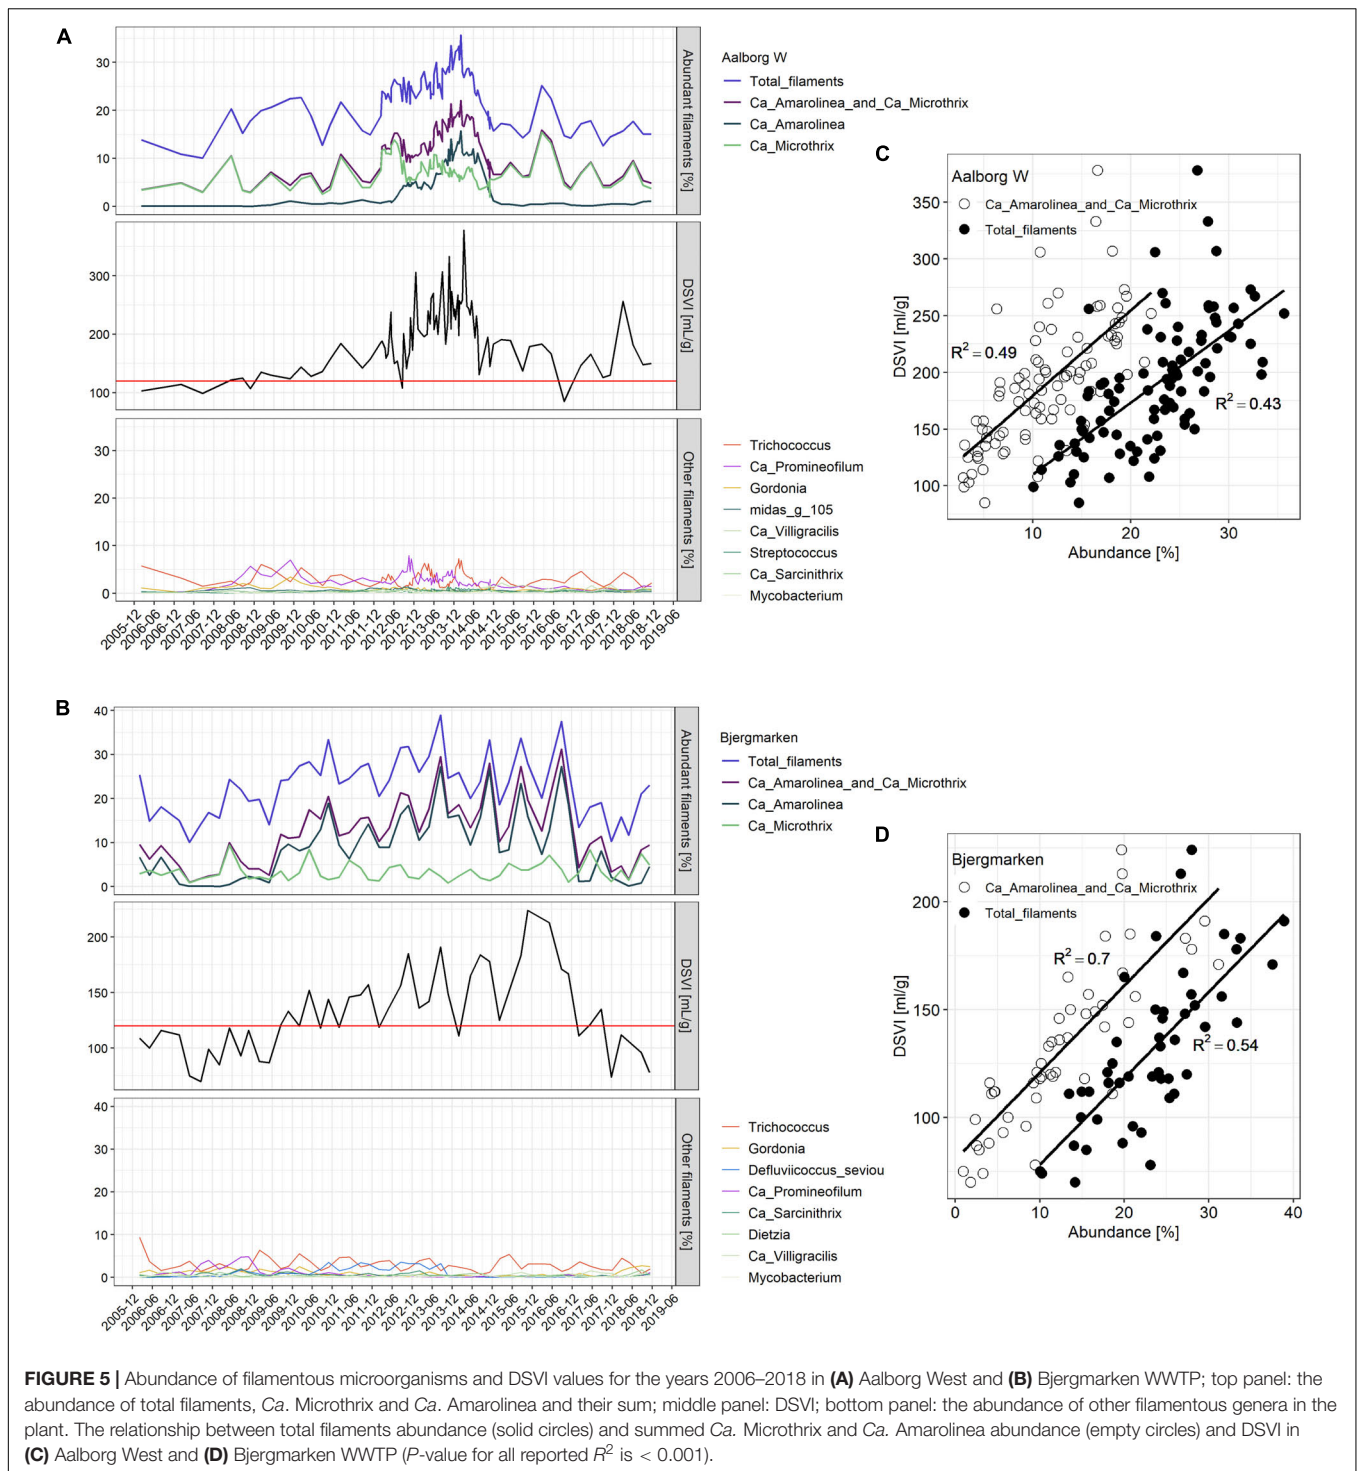 A
Abundant filaments [%]
30
20
10
0
DSVI [mL/g]
300
200
100
Other filaments [%]
30
20
10
0
2005-12
2006-06
2006-12
2007-06
2007-12
2008-06
2008-12
2009-06
2009-12
2010-06
2010-12
2011-06
2011-12
2012-06
2012-12
2013-06
2013-12
2014-06
2014-12
2015-06
2015-12
2016-06
2016-12
2017-06
2017-12
2018-06
2018-12
2019-06
Aalborg W
Total_filaments
Ca_Amarolinea_and_Ca_Microthrix
Ca_Amarolinea
Ca_Microthrix
Trichococcus
Ca_Promineofilum
Gordonia
midas_g_105
Ca_Villigracilis
Streptococcus
Ca_Sarcinithrix
Mycobacterium
C
Aalborg W
Ca_Amarolinea_and_Ca_Microthrix
Total_filaments
R² = 0.49
R² = 0.43
DSVI [ml/g]
350
300
250
200
150
100
10
20
30
Abundance [%]
B
Abundant filaments [%]
40
30
20
10
0
DSVI [mL/g]
200
150
100
Other filaments [%]
40
30
20
10
0
2005-12
2006-06
2006-12
2007-06
2007-12
2008-06
2008-12
2009-06
2009-12
2010-06
2010-12
2011-06
2011-12
2012-06
2012-12
2013-06
2013-12
2014-06
2014-12
2015-06
2015-12
2016-06
2016-12
2017-06
2017-12
2018-06
2018-12
2019-06
Bjergmarken
Total_filaments
Ca_Amarolinea_and_Ca_Microthrix
Ca_Amarolinea
Ca_Microthrix
Trichococcus
Gordonia
Defluviicoccus_seviou
Ca_Promineofilum
Ca_Sarcinithrix
Dietzia
Ca_Villigracilis
Mycobacterium
D
Bjergmarken
Ca_Amarolinea_and_Ca_Microthrix
Total_filaments
R² = 0.7
R² = 0.54
DSVI [ml/g]
200
150
100
0
10
20
30
40
Abundance [%]
FIGURE 5 | Abundance of filamentous microorganisms and DSVI values for the years 2006–2018 in (A) Aalborg West and (B) Bjergmarken WWTP; top panel: the
abundance of total filaments, Ca. Microthrix and Ca. Amarolinea and their sum; middle panel: DSVI; bottom panel: the abundance of other filamentous genera in the
plant. The relationship between total filaments abundance (solid circles) and summed Ca. Microthrix and Ca. Amarolinea abundance (empty circles) and DSVI in
(C) Aalborg West and (D) Bjergmarken WWTP (P-value for all reported R² is < 0.001).